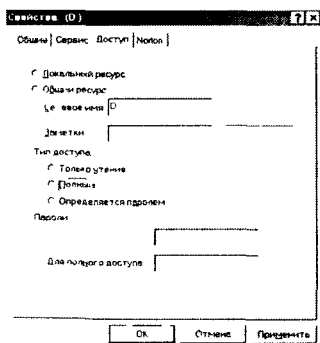 Свойства (D)
Общие Сервис Доступ Norton
Локальный ресурс
Общий ресурс
Сетевое имя D
Заметки
Тип доступа
Только чтение
Полный
Определяется паролем
Пароли
Для полного доступа
OK Отмена Применить